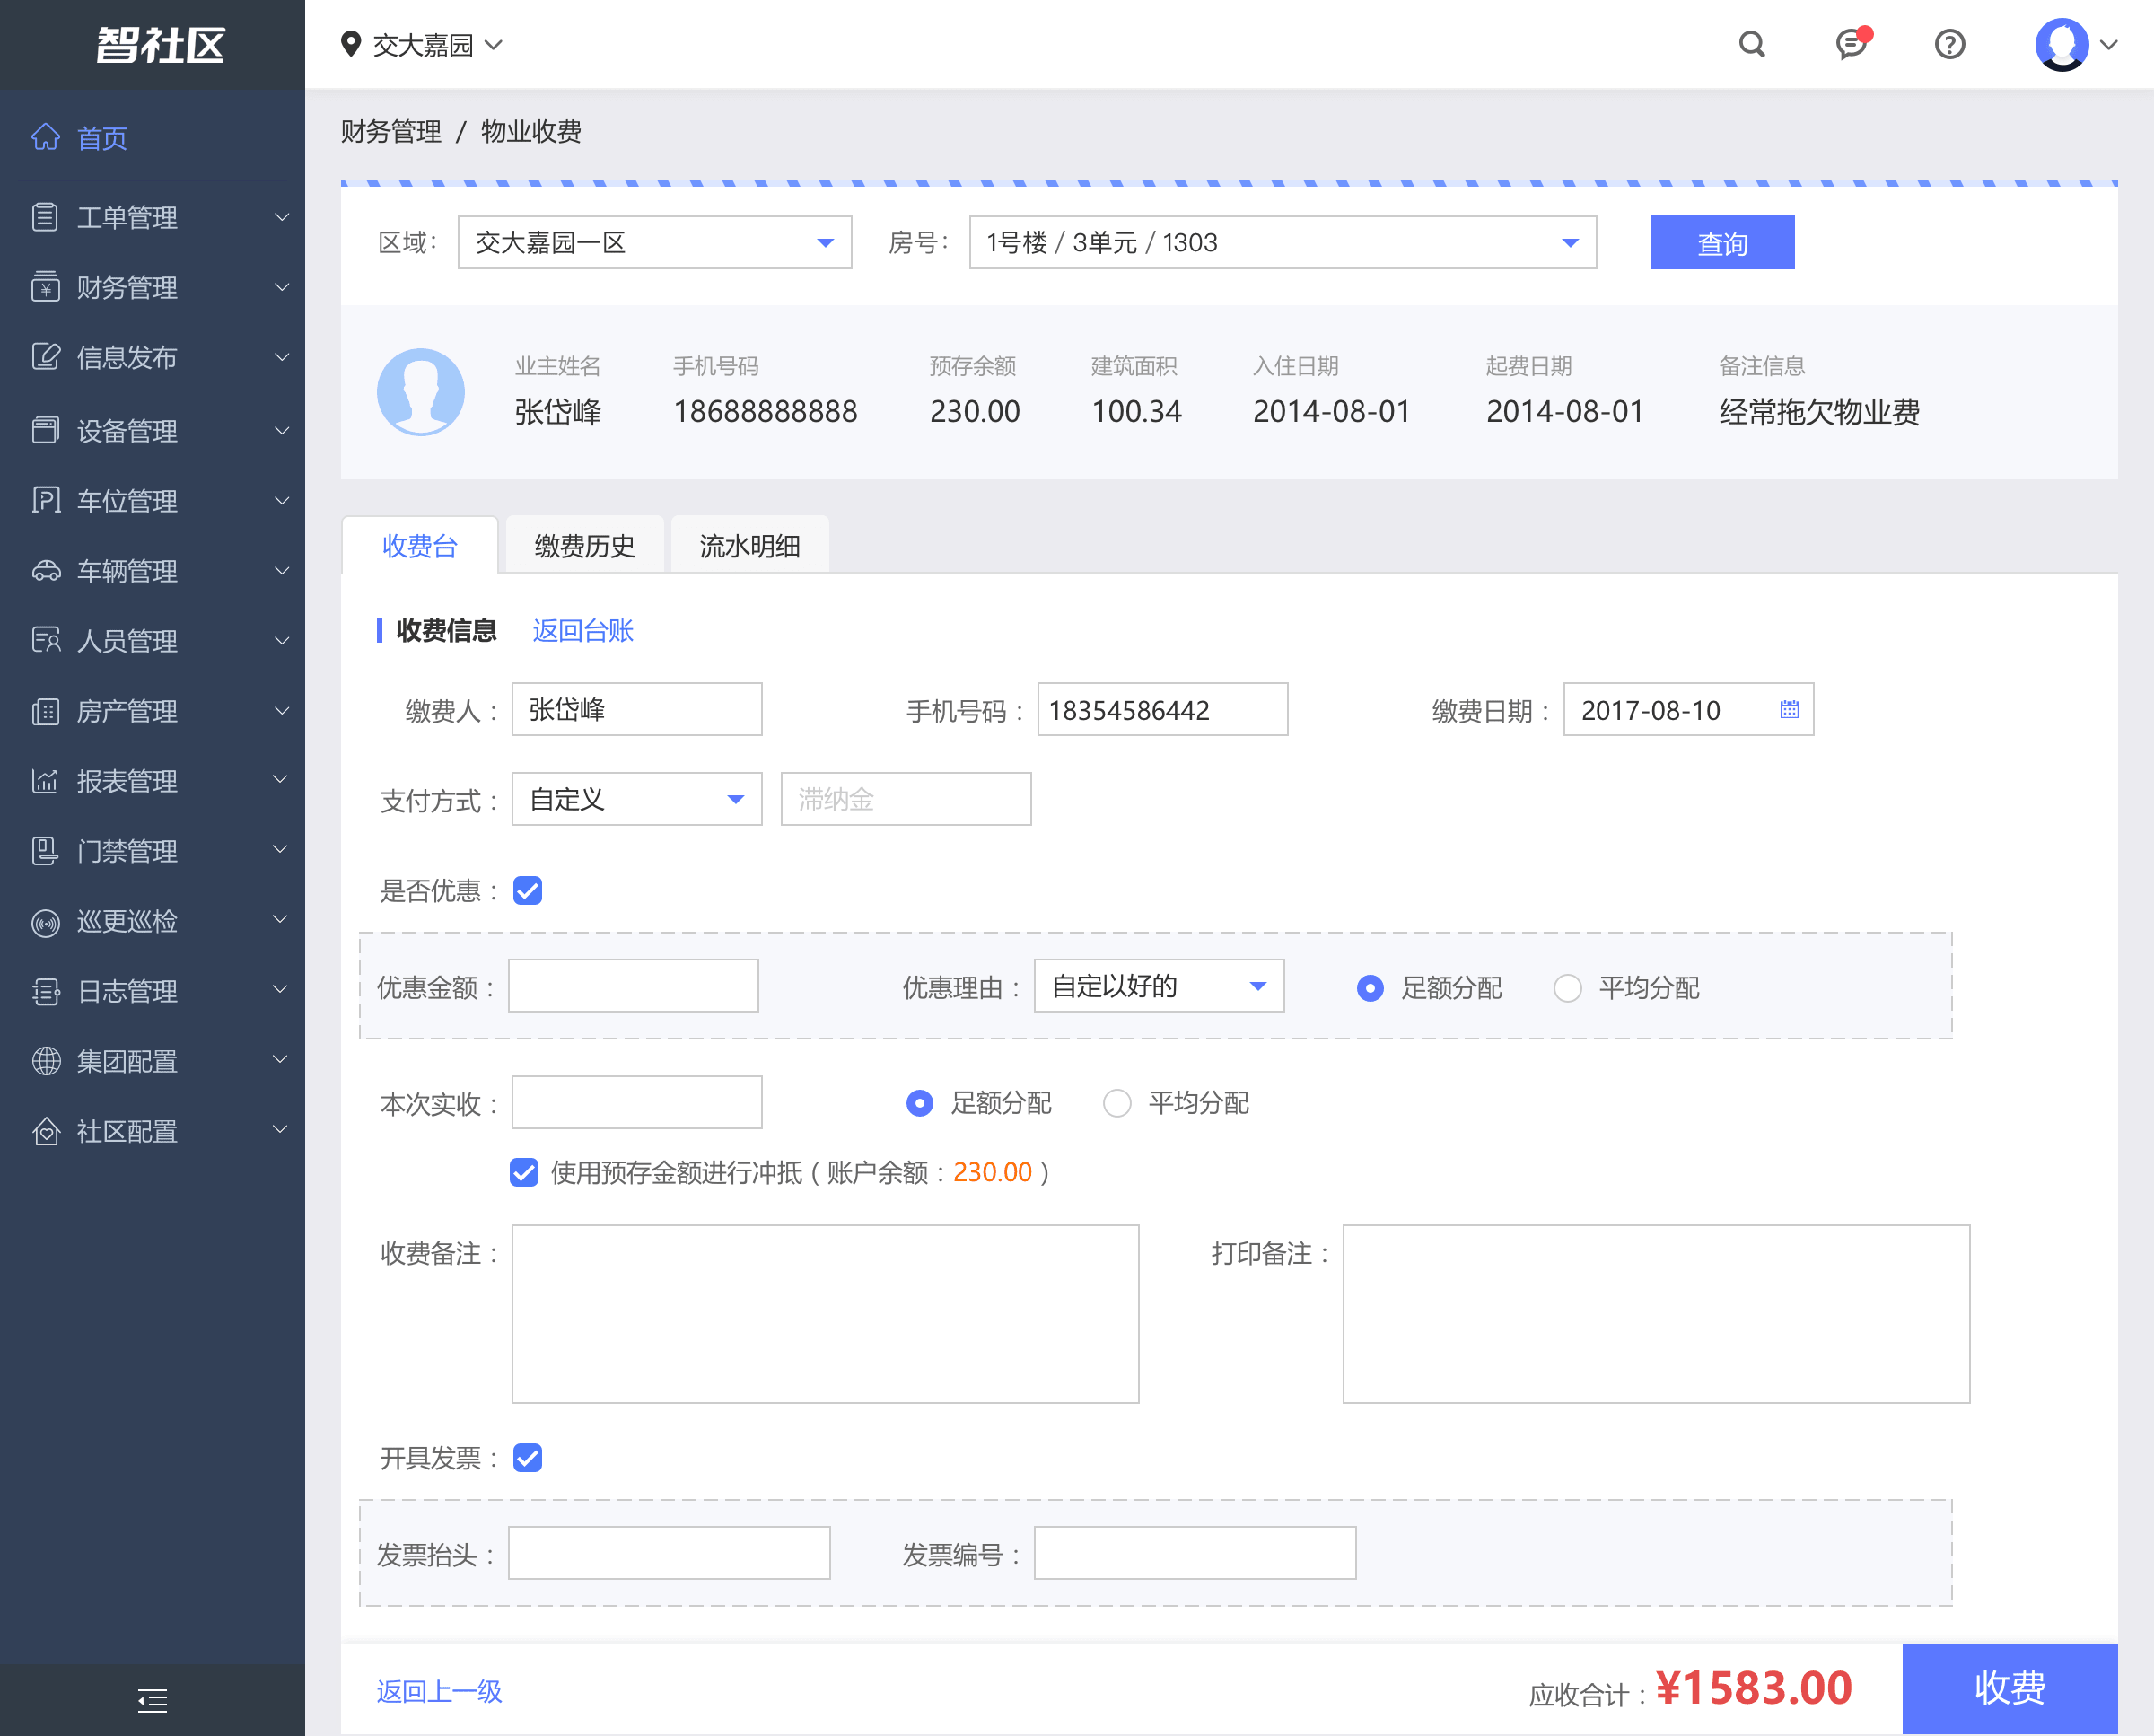 智社区
交大嘉园
首页
工单管理
财务管理
信息发布
设备管理
车位管理
车辆管理
人员管理
房产管理
报表管理
门禁管理
巡更巡检
日志管理
集团配置
社区配置
财务管理 / 物业收费
区域： 交大嘉园一区 房号： 1号楼 / 3单元 / 1303 查询
业主姓名 手机号码 预存余额 建筑面积 入住日期 起费日期 备注信息
张岱峰 18688888888 230.00 100.34 2014-08-01 2014-08-01 经常拖欠物业费
收费台 缴费历史 流水明细
收费信息 返回台账
缴费人： 张岱峰 手机号码： 18354586442 缴费日期： 2017-08-10
支付方式： 自定义 滞纳金
是否优惠：
优惠金额： 优惠理由： 自定以好的 足额分配 平均分配
本次实收： 足额分配 平均分配
使用预存金额进行冲抵（账户余额：230.00）
收费备注： 打印备注：
开具发票：
发票抬头： 发票编号：
返回上一级 应收合计：¥1583.00 收费